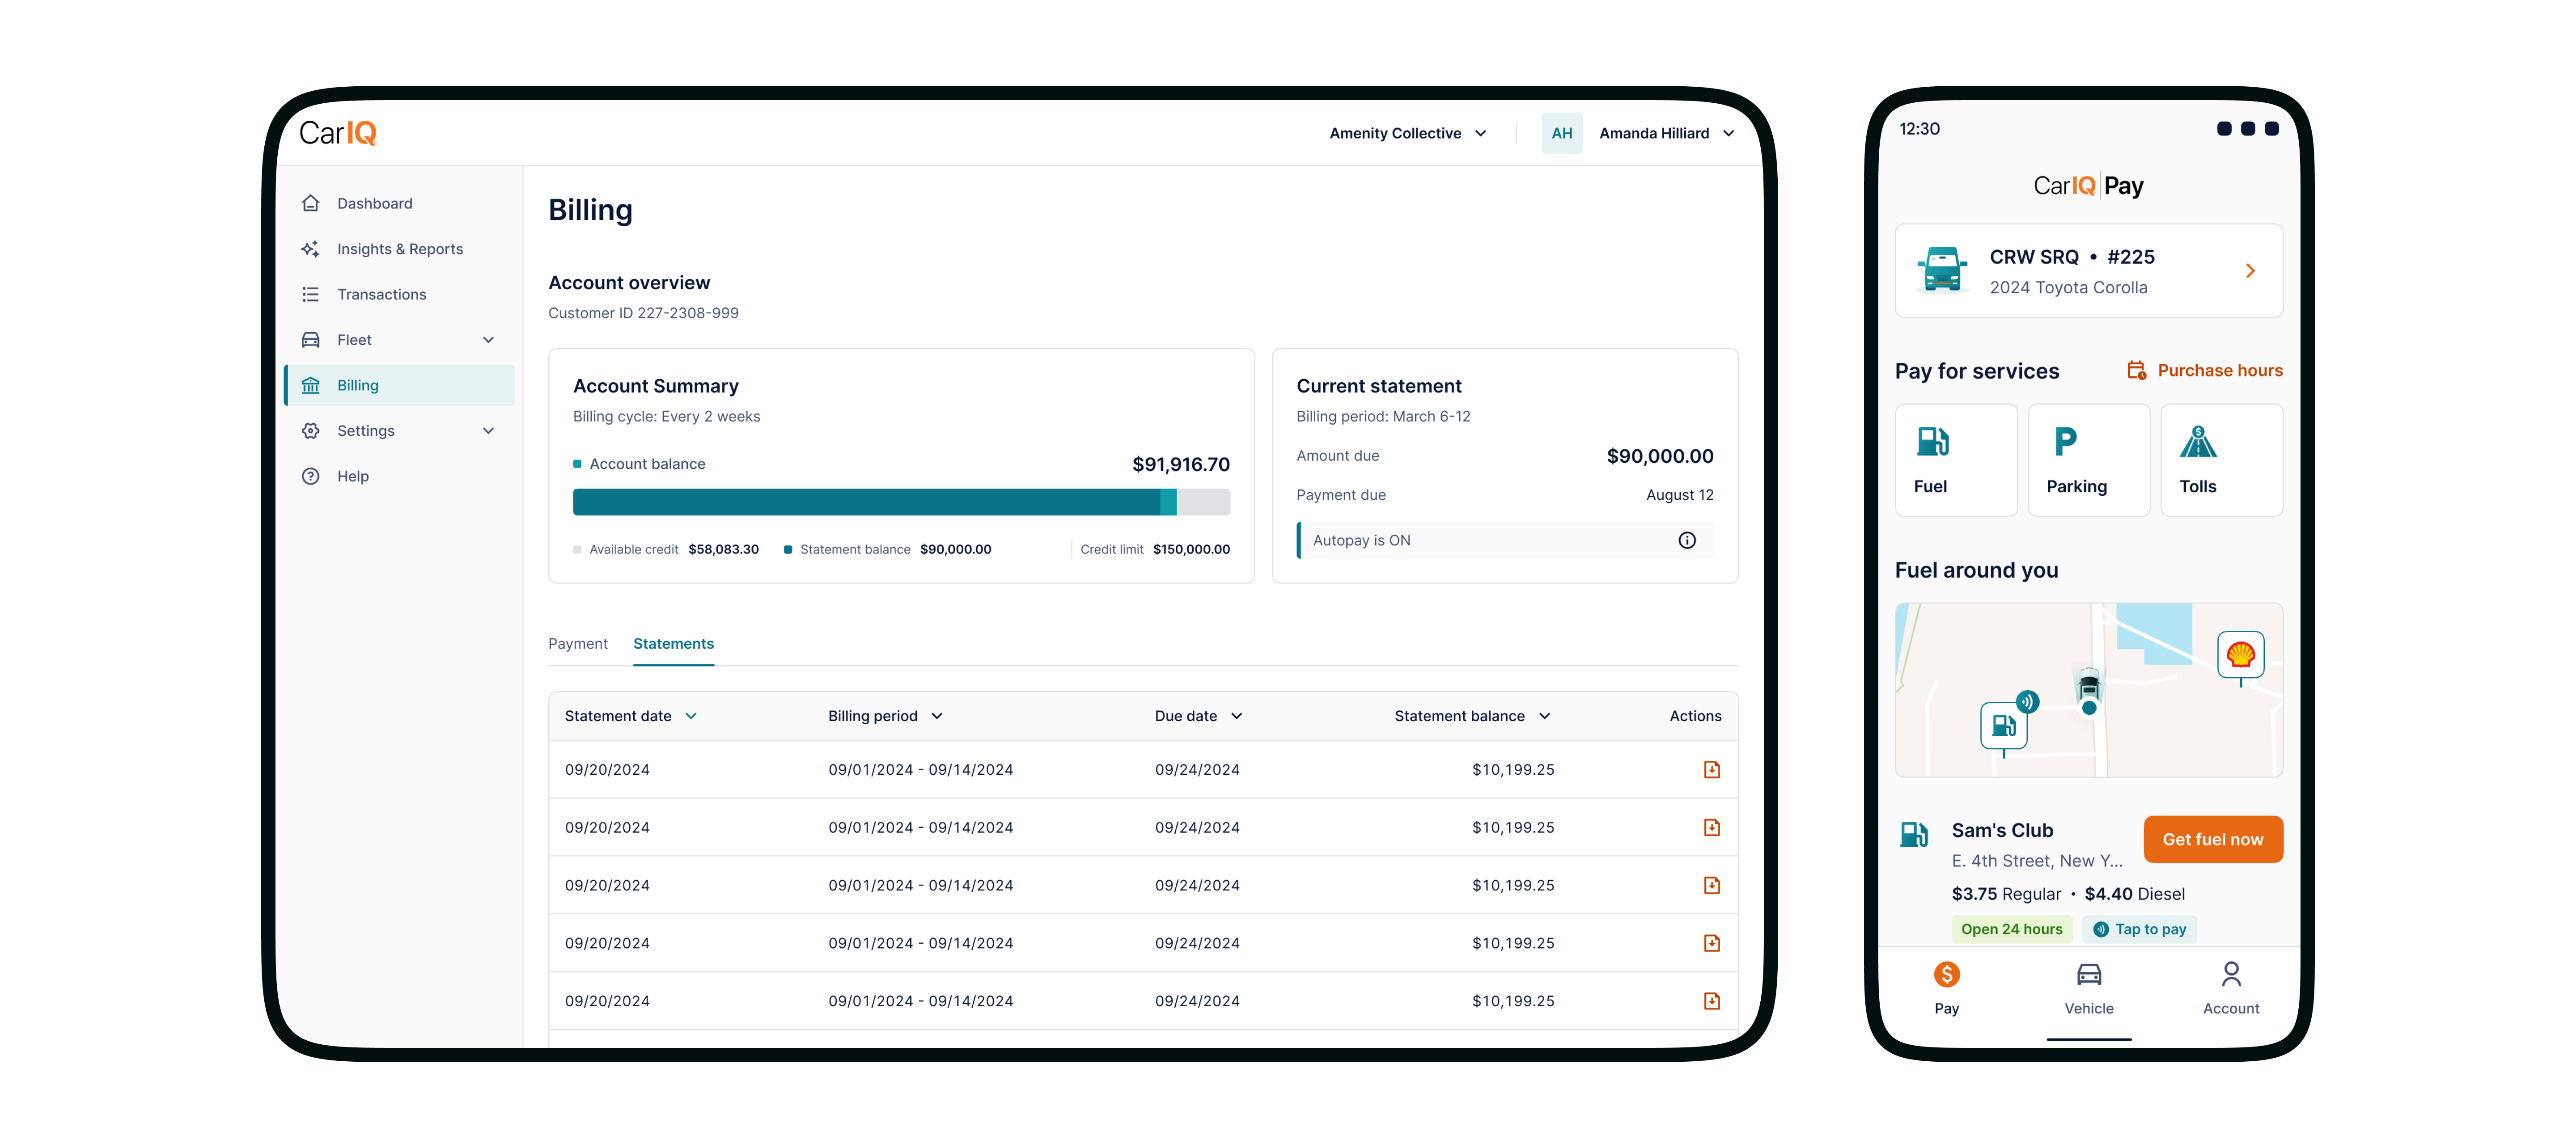 CarIQ
Amenity Collective
AH
Amanda Hilliard
Dashboard
Insights & Reports
Transactions
Fleet
Billing
Settings
Help
Billing
Account overview
Customer ID 227-2308-999
Account Summary
Billing cycle: Every 2 weeks
Account balance
$91,916.70
Available credit $58,083.30
Statement balance $90,000.00
Credit limit $150,000.00
Current statement
Billing period: March 6-12
Amount due $90,000.00
Payment due August 12
Autopay is ON
Payment Statements
Statement date Billing period Due date Statement balance Actions
09/20/2024 09/01/2024 - 09/14/2024 09/24/2024 $10,199.25
09/20/2024 09/01/2024 - 09/14/2024 09/24/2024 $10,199.25
09/20/2024 09/01/2024 - 09/14/2024 09/24/2024 $10,199.25
09/20/2024 09/01/2024 - 09/14/2024 09/24/2024 $10,199.25
09/20/2024 09/01/2024 - 09/14/2024 09/24/2024 $10,199.25
12:30
CarIQ Pay
CRW SRQ • #225
2024 Toyota Corolla
Pay for services
Purchase hours
Fuel
P
Parking
Tolls
Fuel around you
Sam's Club
E. 4th Street, New Y...
Get fuel now
$3.75 Regular • $4.40 Diesel
Open 24 hours
Tap to pay
Pay
Vehicle
Account